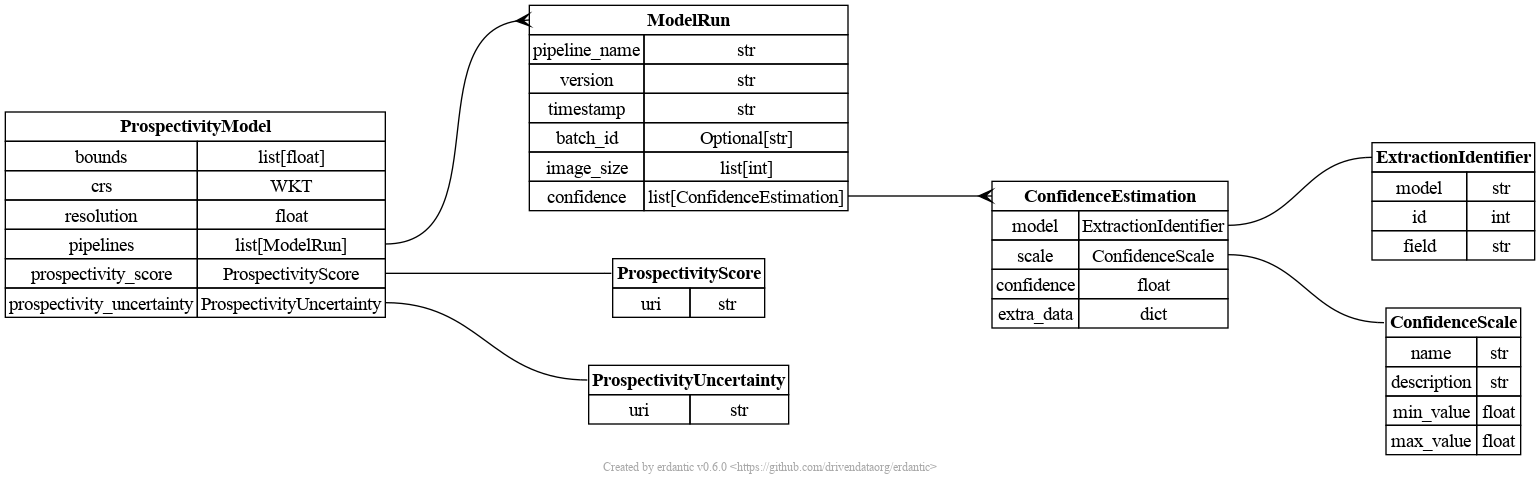 ProspectivityModel
bounds list[float]
crs WKT
resolution float
pipelines list[ModelRun]
prospectivity_score ProspectivityScore
prospectivity_uncertainty ProspectivityUncertainty
ModelRun
pipeline_name str
version str
timestamp str
batch_id Optional[str]
image_size list[int]
confidence list[ConfidenceEstimation]
ProspectivityScore
uri str
ProspectivityUncertainty
uri str
ConfidenceEstimation
model ExtractionIdentifier
scale ConfidenceScale
confidence float
extra_data dict
ExtractionIdentifier
model str
id int
field str
ConfidenceScale
name str
description str
min_value float
max_value float
Created by erdantic v0.6.0 <https://github.com/drivendataorg/erdantic>